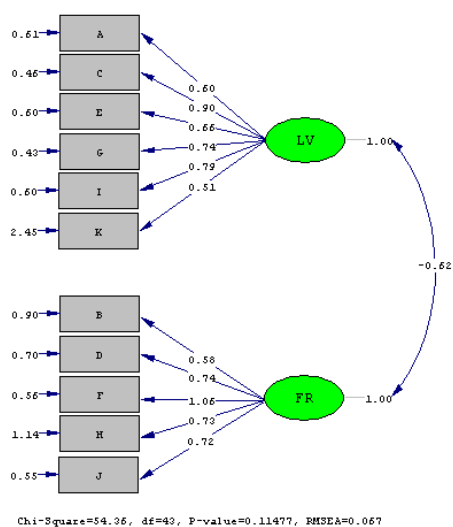 0.61 A
0.46 C
0.60 E
0.43 G
0.60 I
2.45 K
0.60
0.90
0.66
0.74
0.79
0.51
LV 1.00
-0.62
0.90 B
0.70 D
0.56 F
1.14 H
0.55 J
0.58
0.74
1.06
0.73
0.72
FR 1.00
Chi-Square=54.36, df=43, P-value=0.11477, RMSEA=0.067